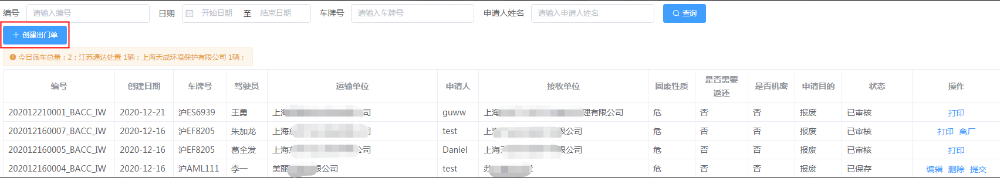 编号 请输入编号 日期 开始日期 至 结束日期 车牌号 请输入车牌号 申请人姓名 请输入申请人姓名 查询
+ 创建出门单
今日派车总量：2；江苏通达处置 1辆；上海天成环境保护有限公司 1辆；
编号 创建日期 车牌号 驾驶员 运输单位 申请人 接收单位 固废性质 是否需要返还 是否机密 申请目的 状态 操作
202012210001_BACC_IW 2020-12-21 沪ES6939 王勇 上海 司 guww 上海 理有限公司 危 否 否 报废 已审核 打印
202012160007_BACC_IW 2020-12-16 沪EF8205 朱加龙 上海 公司 test 上海 限公司 危 否 否 报废 已审核 打印 离厂
202012160005_BACC_IW 2020-12-16 沪EF8205 葛全发 上海 公司 Daniel 上海 限公司 危 否 否 报废 已审核 打印
202012160004_BACC_IW 2020-12-16 沪AML111 李一 美丽 限公司 test 苏 危 否 否 报废 已保存 编辑 删除 提交